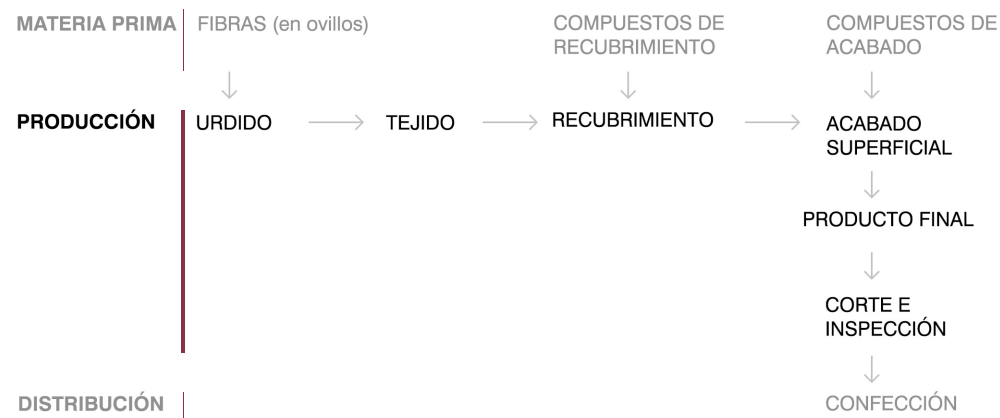 MATERIA PRIMA
FIBRAS (en ovillos)
COMPUESTOS DE
RECUBRIMIENTO
COMPUESTOS DE
ACABADO
PRODUCCIÓN
URDIDO
TEJIDO
RECUBRIMIENTO
ACABADO
SUPERFICIAL
PRODUCTO FINAL
CORTE E
INSPECCIÓN
DISTRIBUCIÓN
CONFECCIÓN